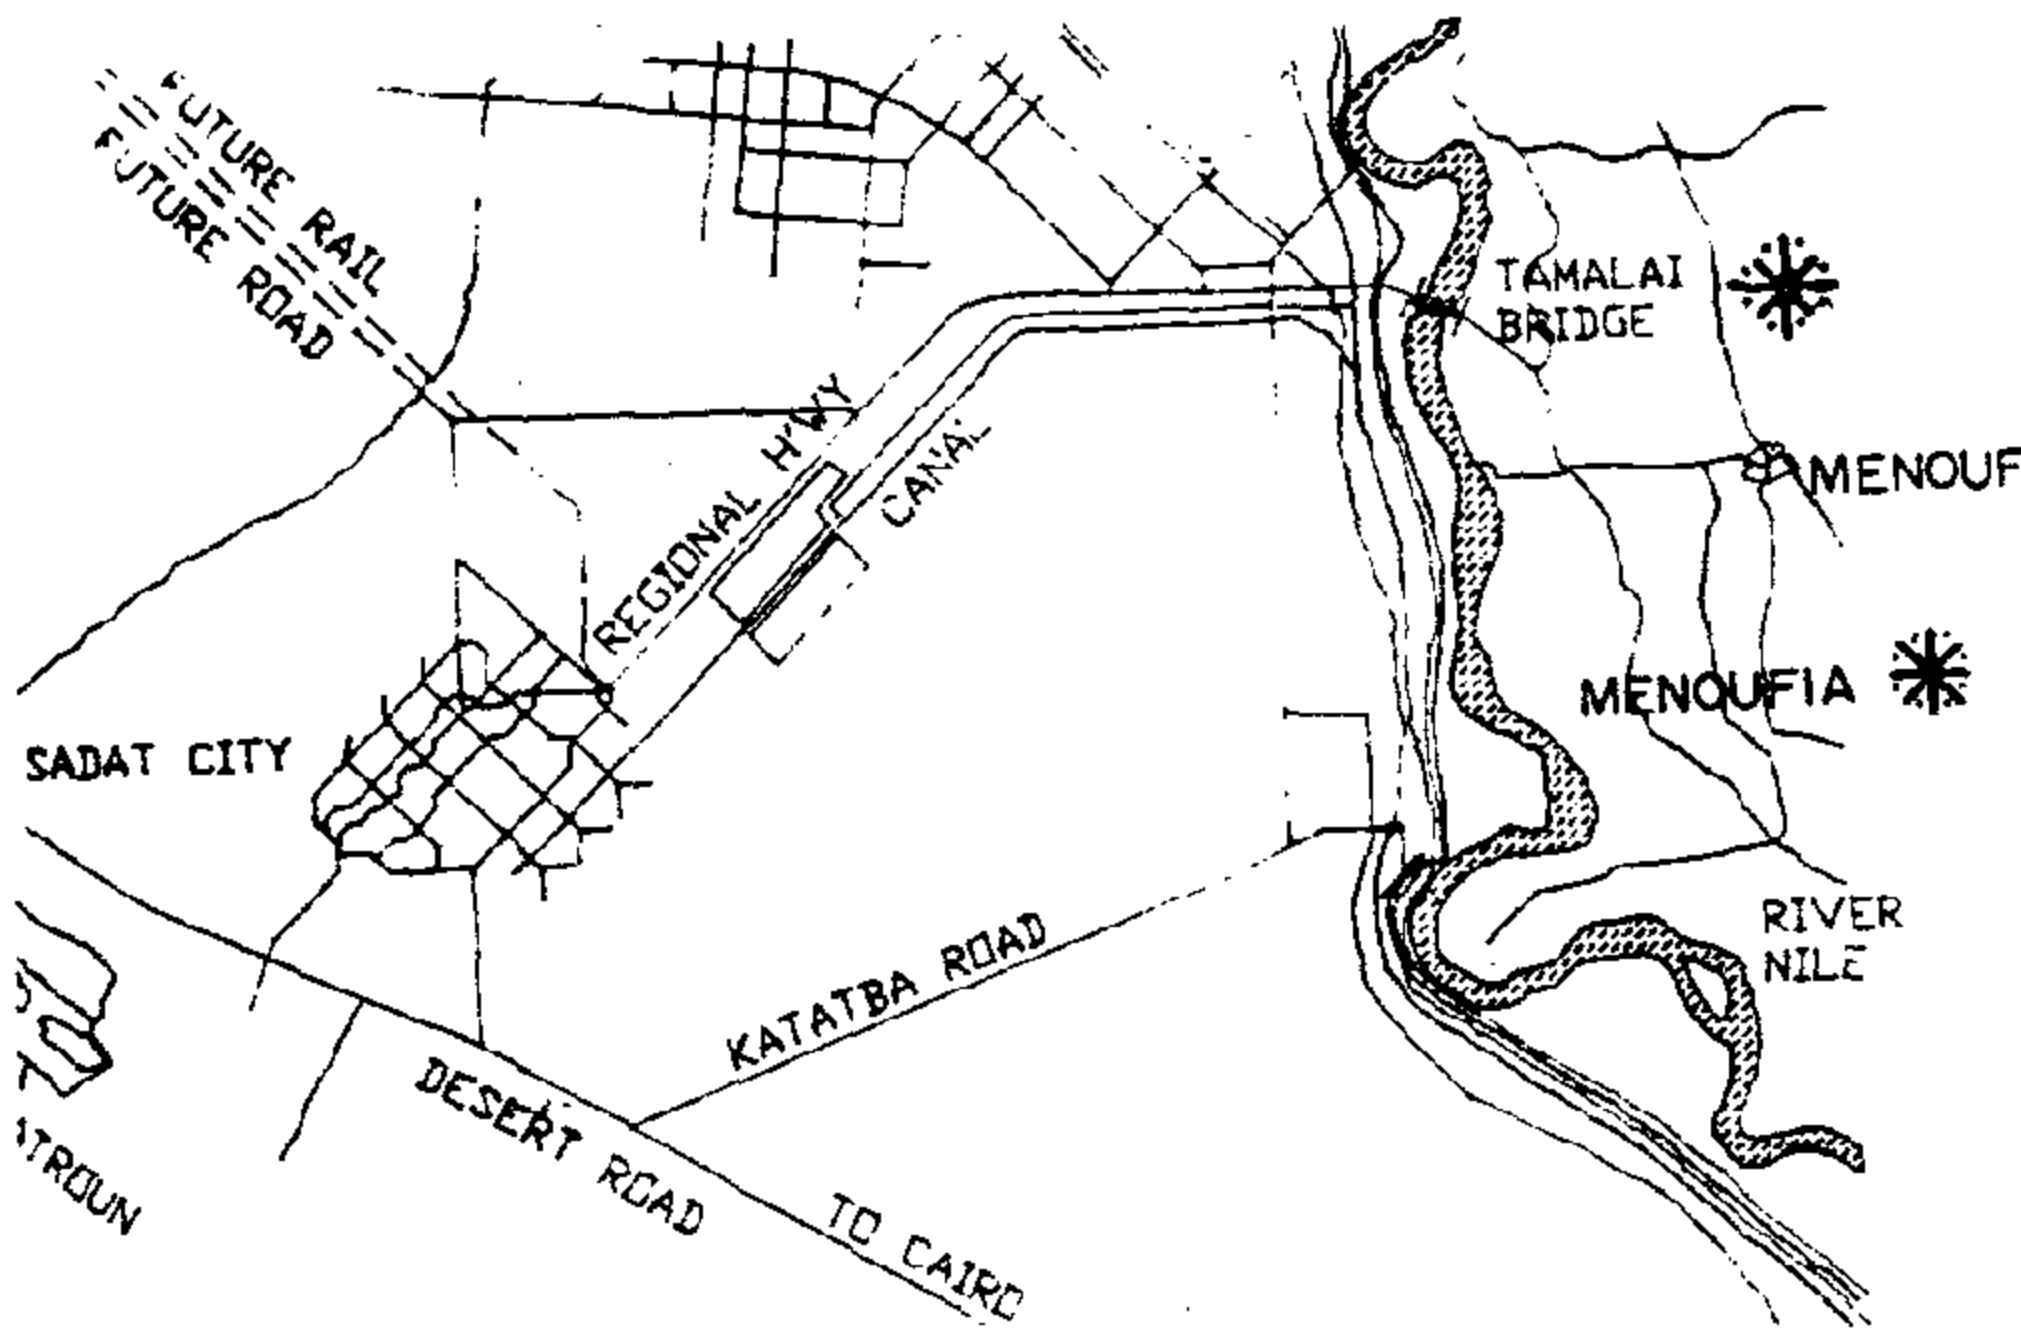 FUTURE RAIL
FUTURE ROAD
TAMALAI
BRIDGE
REGIONAL H'WY
CANAL
MENOUF
MENOUFIA
SADAT CITY
RIVER
NILE
KATATBA ROAD
DESERT ROAD
TO CAIRO
ATROUN